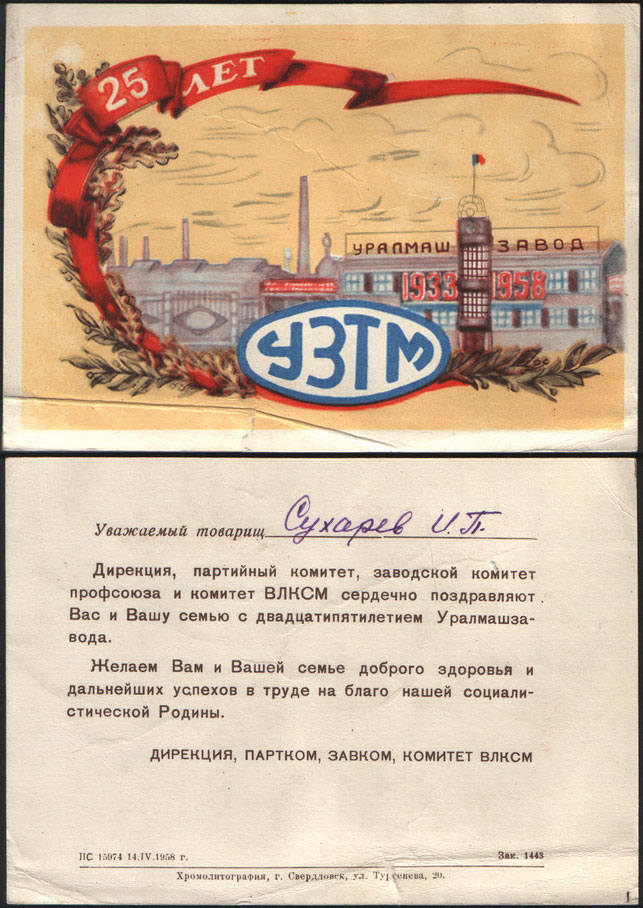 25 ЛЕТ
УРАЛМАШ ЗАВОД
1933 1958
УЗТМ
Уважаемый товарищ Сухарев И.П.
Дирекция, партийный комитет, заводской комитет
профсоюза и комитет ВЛКСМ сердечно поздравляют
Вас и Вашу семью с двадцатипятилетием Уралмашза-
вода.
Желаем Вам и Вашей семье доброго здоровья и
дальнейших успехов в труде на благо нашей социали-
стической Родины.
ДИРЕКЦИЯ, ПАРТКОМ, ЗАВКОМ, КОМИТЕТ ВЛКСМ
НС 15974 14.IV.1958 г. Зак. 1443
Хромолитография, г. Свердловск, ул. Тургенева, 20.